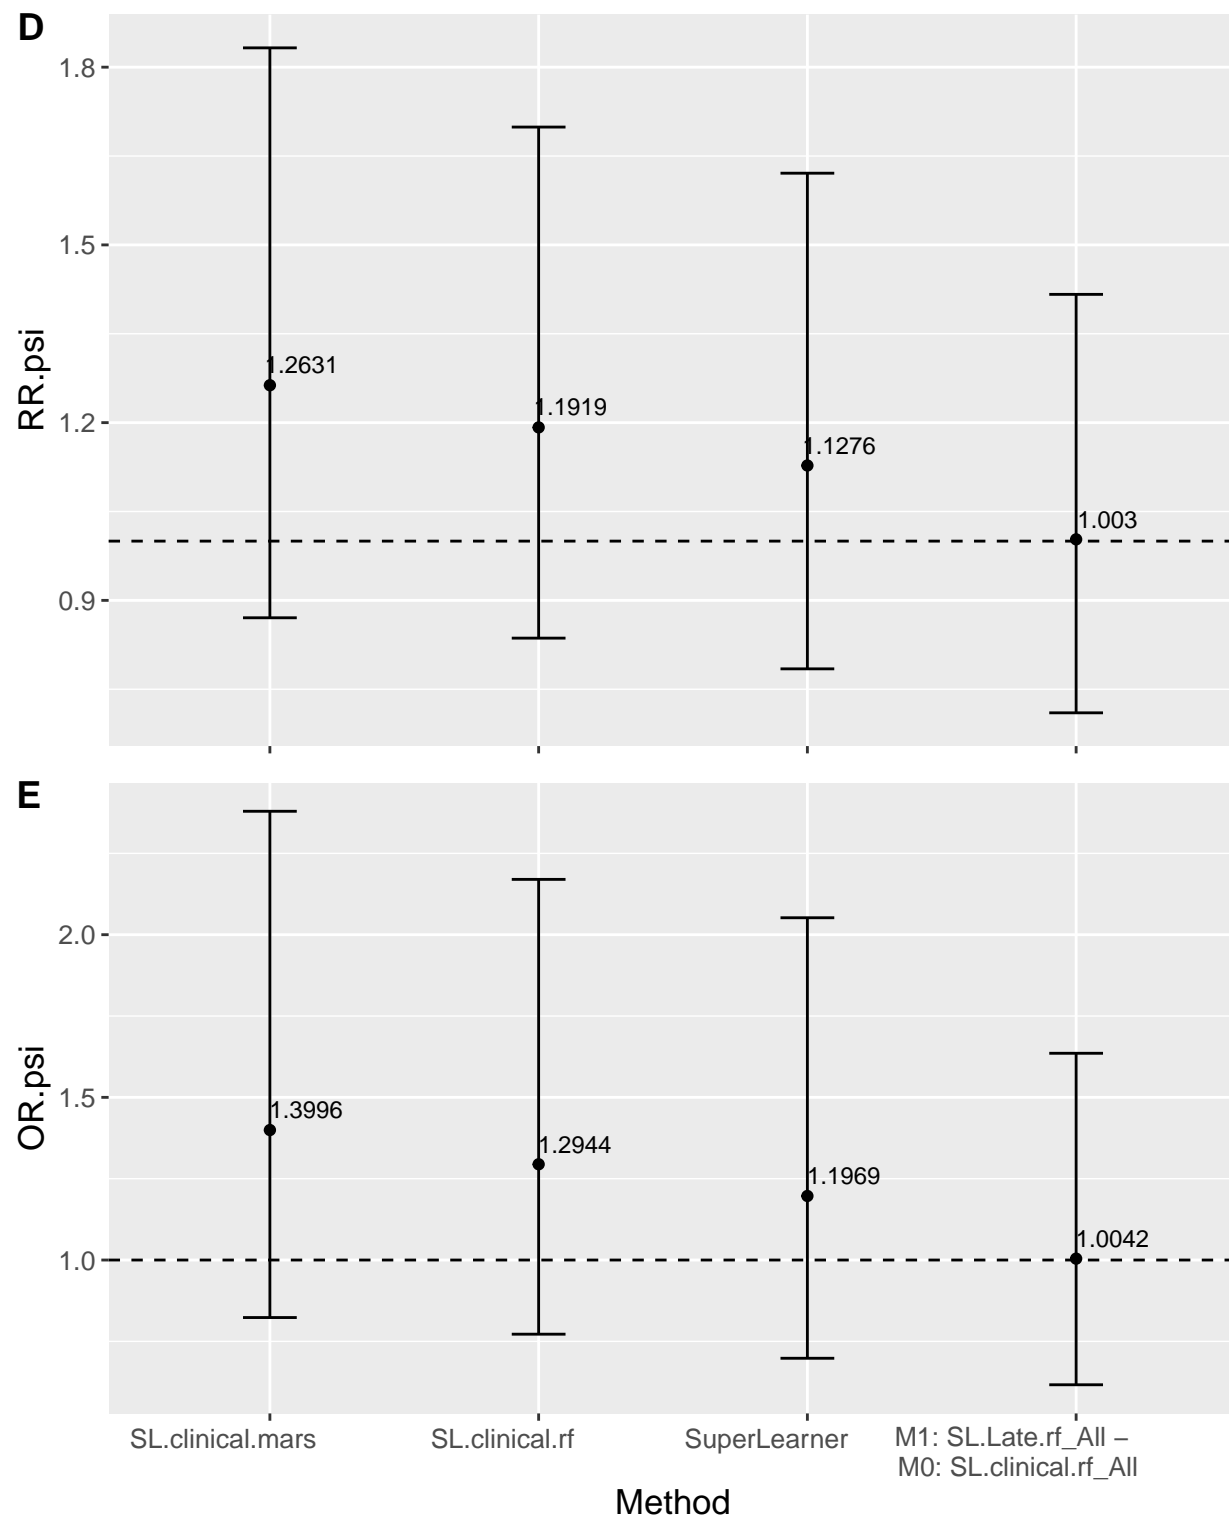 D
RR.psi
1.8
1.5
1.2
0.9
1.2631
1.1919
1.1276
1.003
E
OR.psi
2.0
1.5
1.0
1.3996
1.2944
1.1969
1.0042
SL.clinical.mars
SL.clinical.rf
SuperLearner
M1: SL.Late.rf_All –
M0: SL.clinical.rf_All
Method